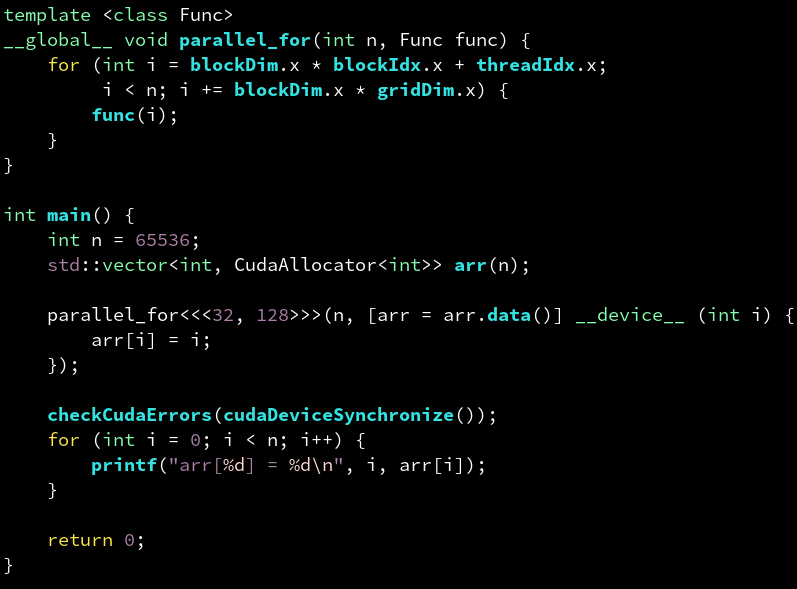 template <class Func>
__global__ void parallel_for(int n, Func func) {
    for (int i = blockDim.x * blockIdx.x + threadIdx.x;
         i < n; i += blockDim.x * gridDim.x) {
        func(i);
    }
}

int main() {
    int n = 65536;
    std::vector<int, CudaAllocator<int>> arr(n);

    parallel_for<<<32, 128>>>(n, [arr = arr.data()] __device__ (int i) {
        arr[i] = i;
    });

    checkCudaErrors(cudaDeviceSynchronize());
    for (int i = 0; i < n; i++) {
        printf("arr[%d] = %d\n", i, arr[i]);
    }

    return 0;
}